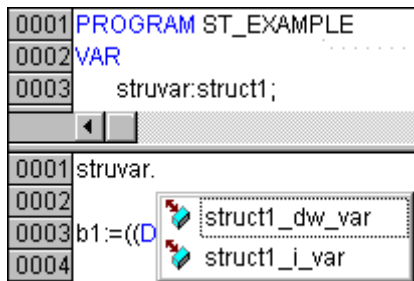 0001 PROGRAM ST_EXAMPLE
0002 VAR
0003 struvar:struct1;
0001 struvar.
0002 struct1_dw_var
0003 b1:=((D
0004 struct1_i_var